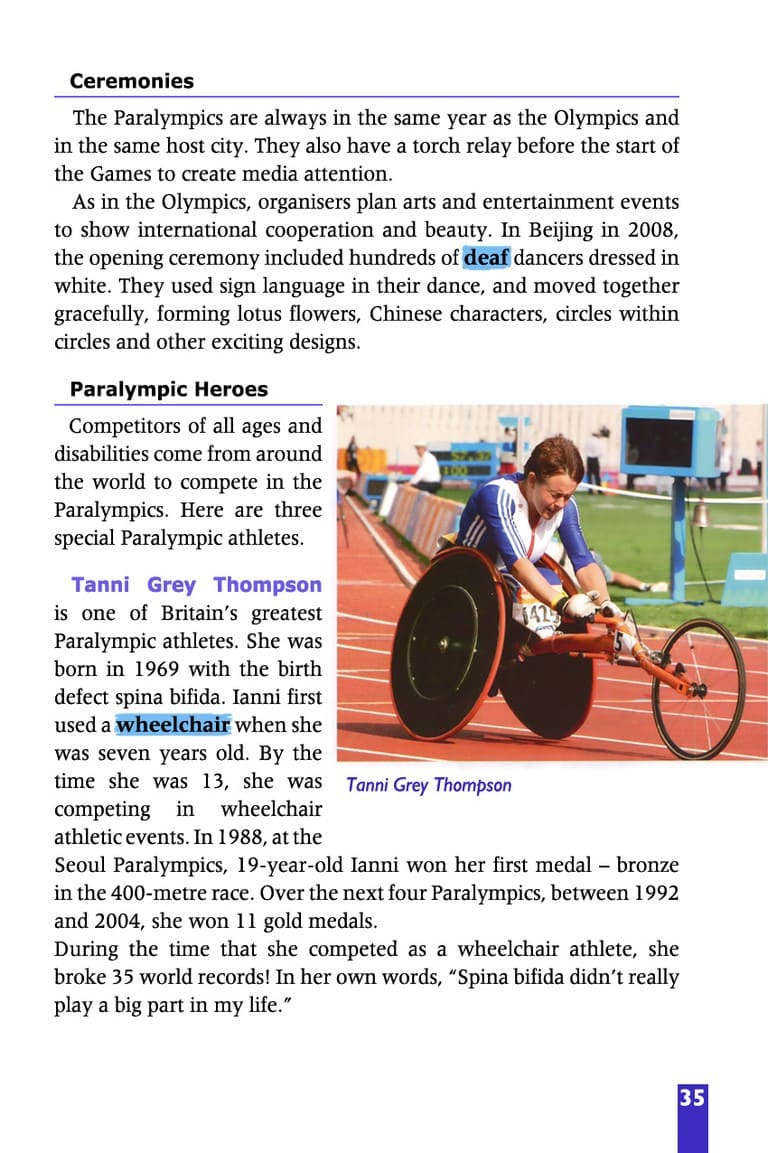 Ceremonies
The Paralympics are always in the same year as the Olympics and
in the same host city. They also have a torch relay before the start of
the Games to create media attention.
As in the Olympics, organisers plan arts and entertainment events
to show international cooperation and beauty. In Beijing in 2008,
the opening ceremony included hundreds of deaf dancers dressed in
white. They used sign language in their dance, and moved together
gracefully, forming lotus flowers, Chinese characters, circles within
circles and other exciting designs.
Paralympic Heroes
Competitors of all ages and
disabilities come from around
the world to compete in the
Paralympics. Here are three
special Paralympic athletes.
Tanni Grey Thompson
is one of Britain's greatest
Paralympic athletes. She was
born in 1969 with the birth
defect spina bifida. Ianni first
used a wheelchair when she
was seven years old. By the
time she was 13, she was
competing in wheelchair
athletic events. In 1988, at the
Seoul Paralympics, 19-year-old Ianni won her first medal – bronze
in the 400-metre race. Over the next four Paralympics, between 1992
and 2004, she won 11 gold medals.
During the time that she competed as a wheelchair athlete, she
broke 35 world records! In her own words, “Spina bifida didn't really
play a big part in my life.”
Tanni Grey Thompson
35